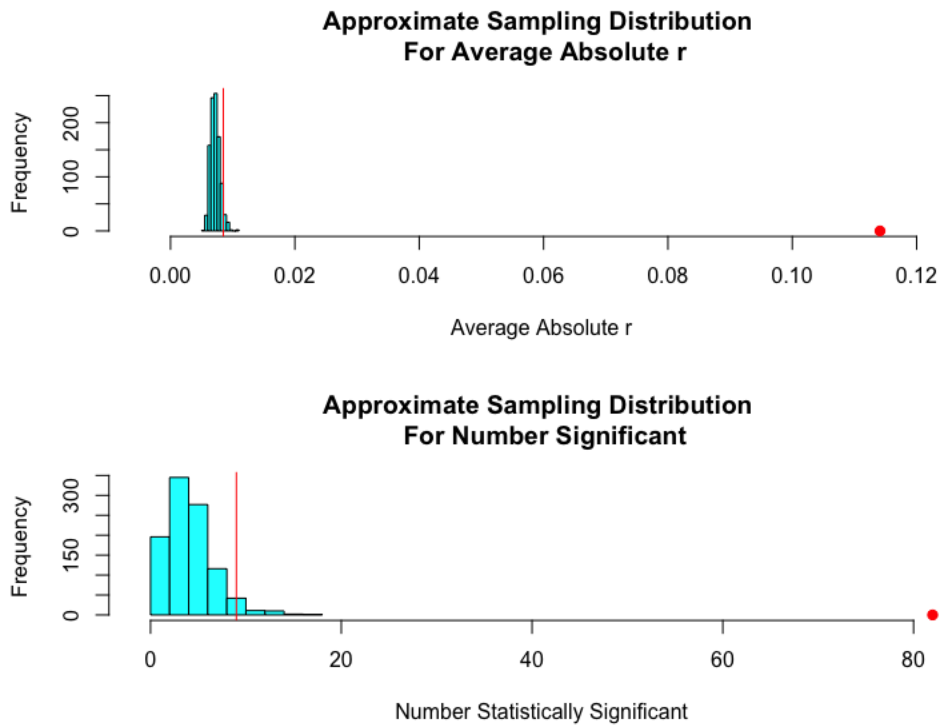 Approximate Sampling Distribution
For Average Absolute r
Frequency
200
100
0
0.00 0.02 0.04 0.06 0.08 0.10 0.12
Average Absolute r
Approximate Sampling Distribution
For Number Significant
Frequency
300
150
0
0 20 40 60 80
Number Statistically Significant